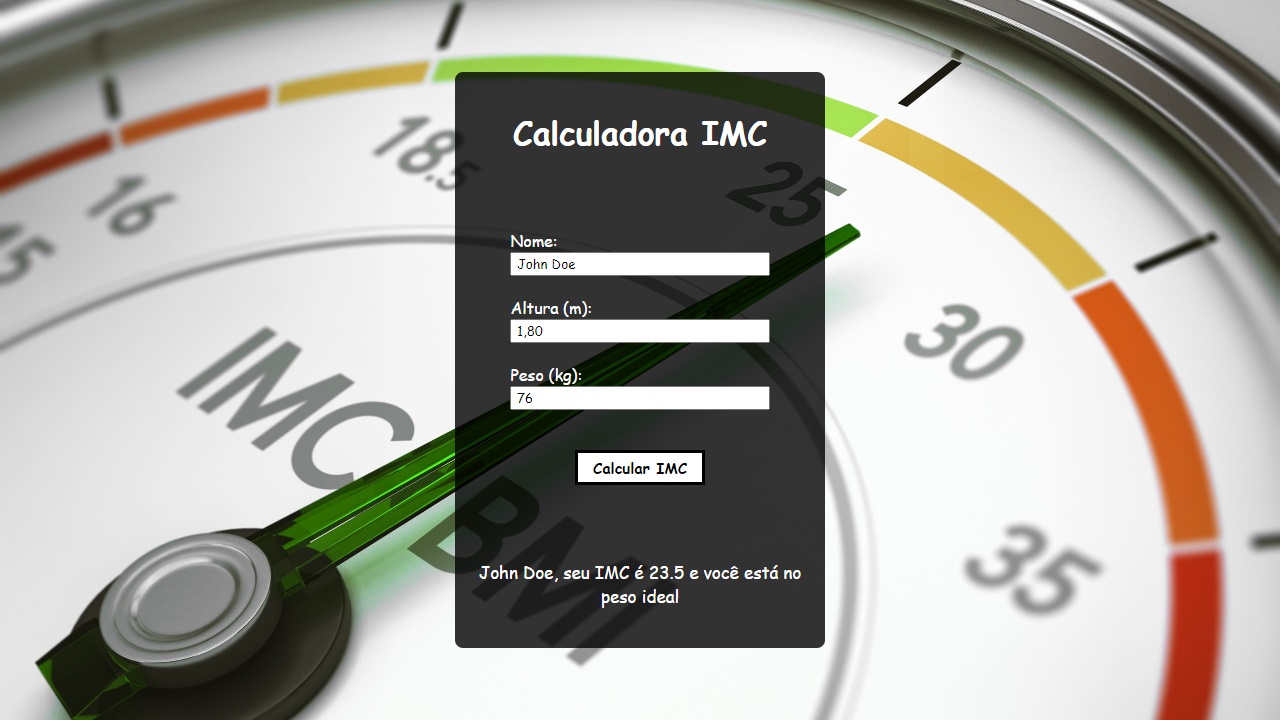 Calculadora IMC
Nome:
John Doe
Altura (m):
1,80
Peso (kg):
76
Calcular IMC
John Doe, seu IMC é 23.5 e você está no
peso ideal
16
18.5
25
30
35
IMC
BMI